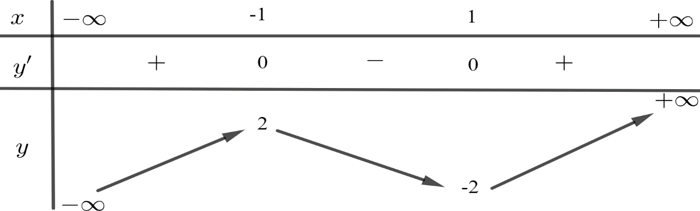 x −∞ -1 1 +∞
y′ + 0 − 0 +
+∞
2
y
-2
−∞